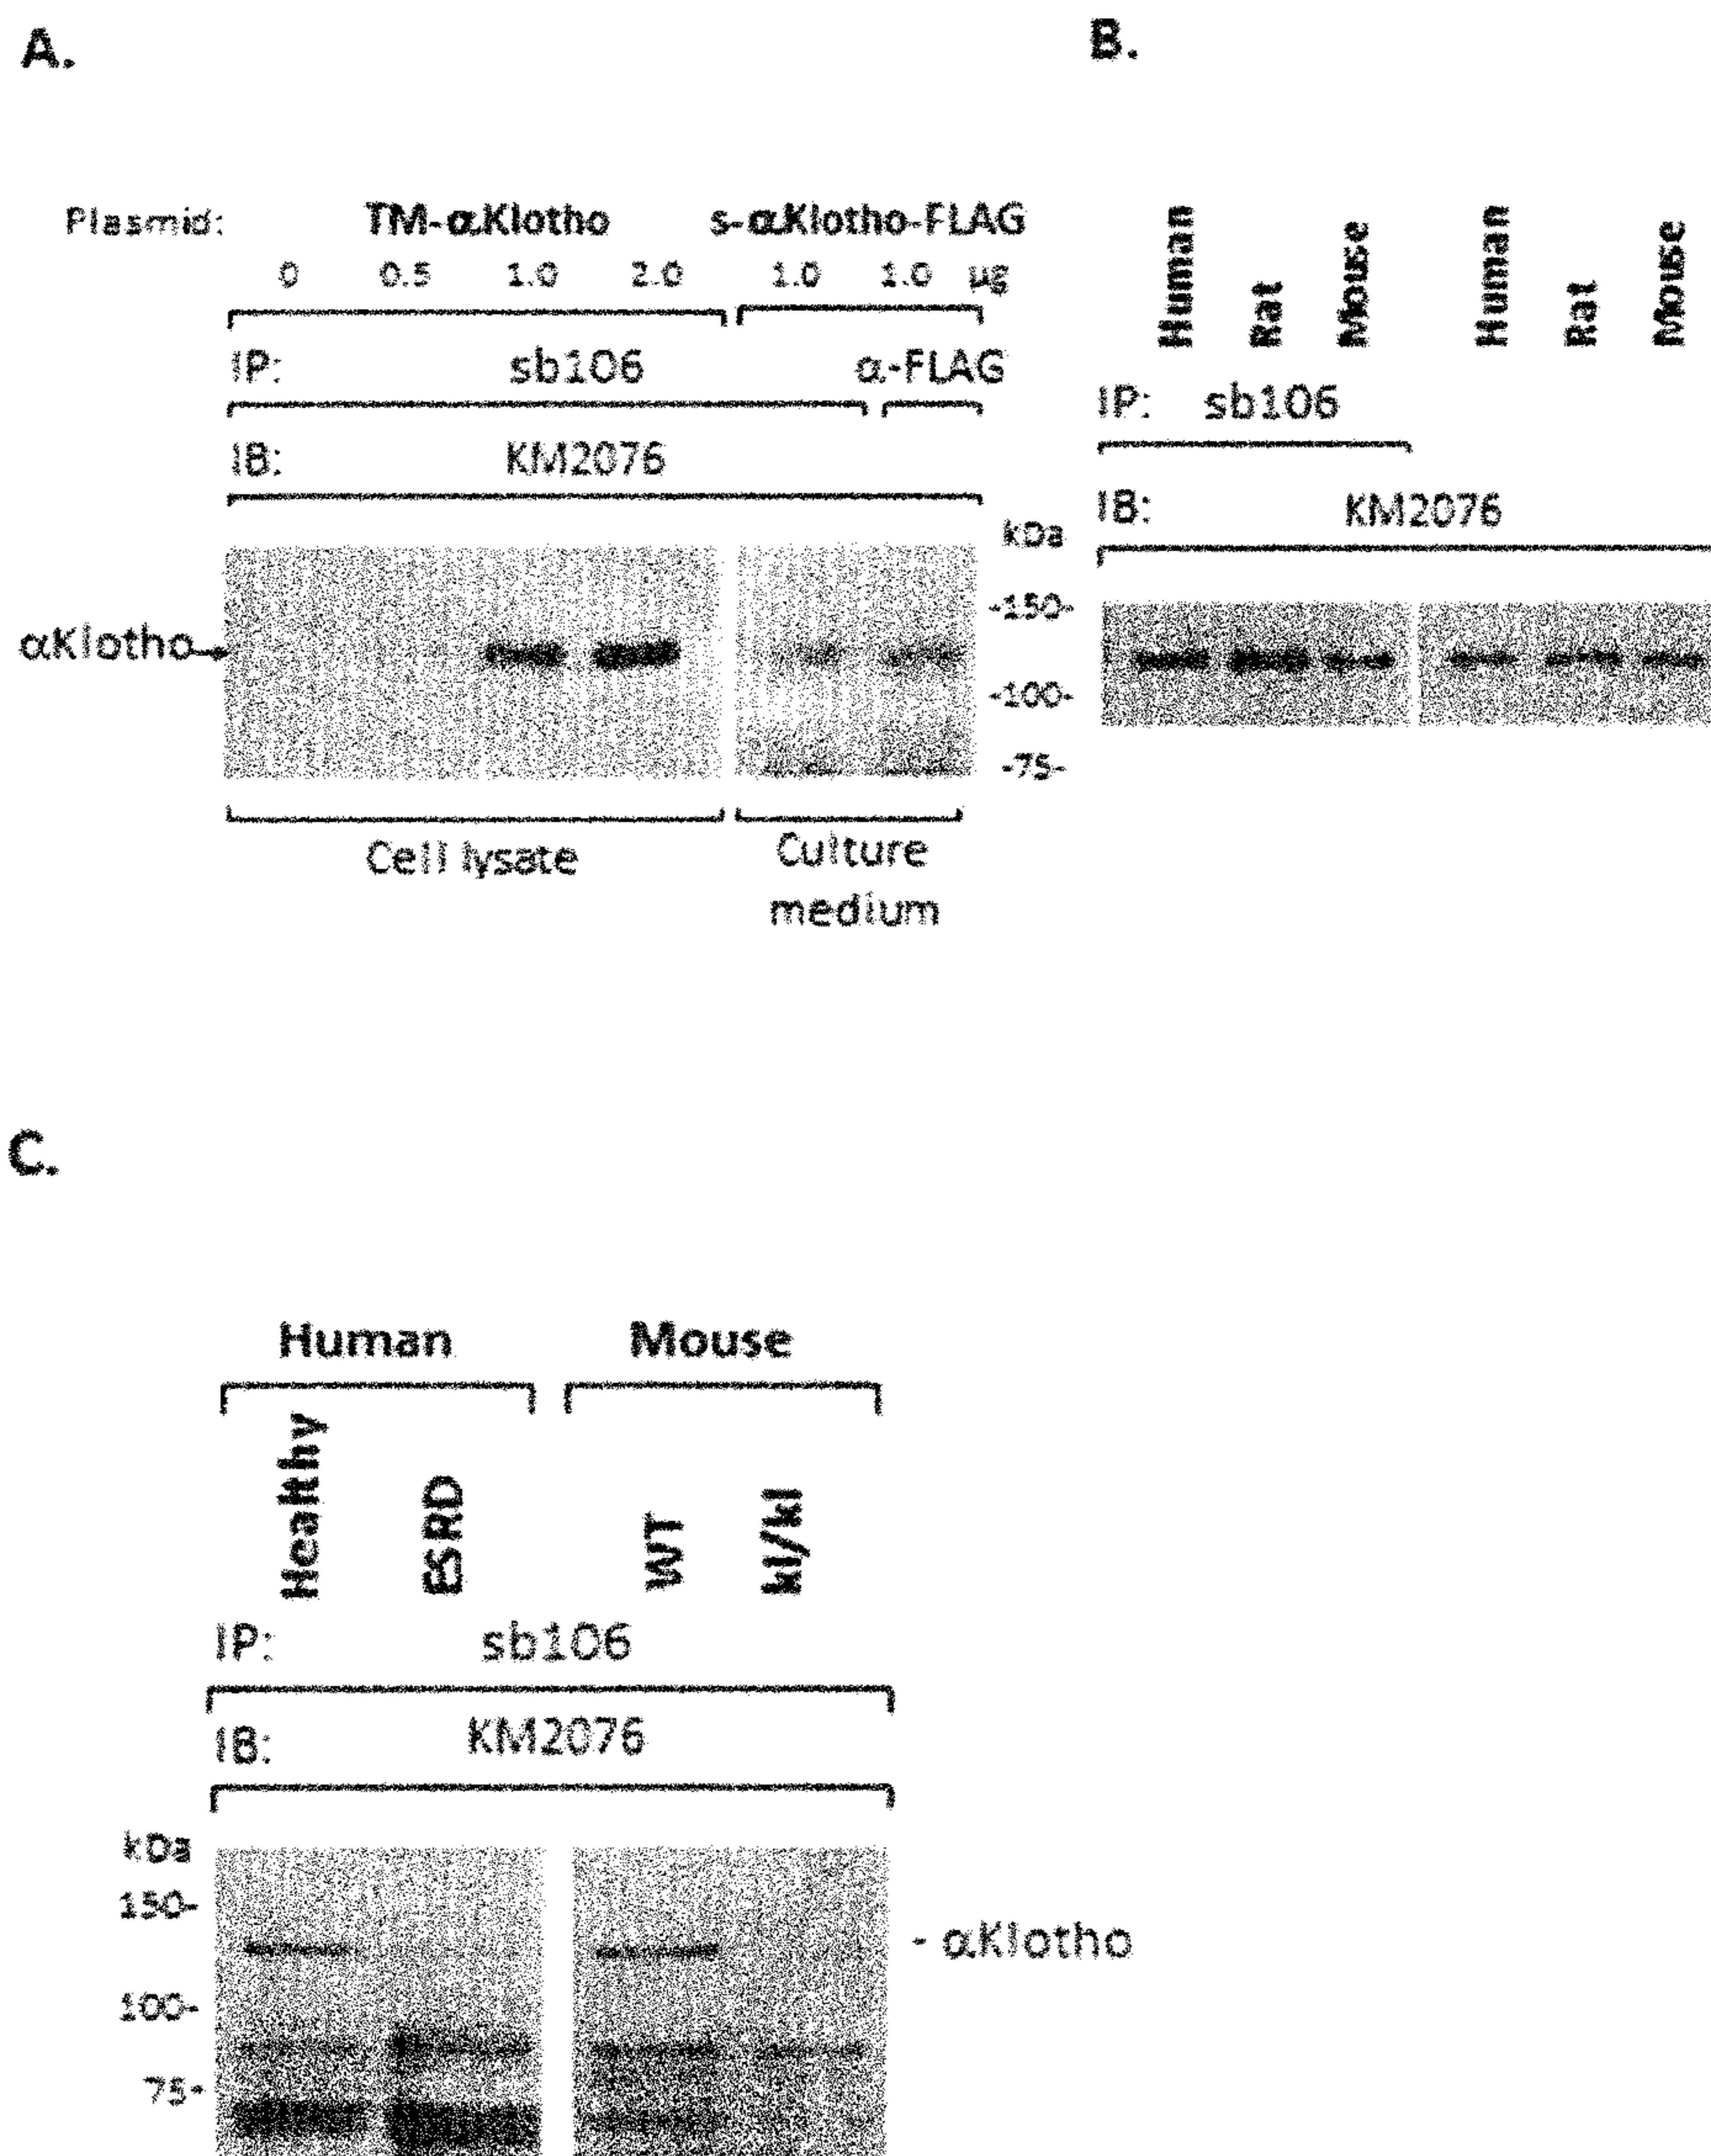 A.
Plasmid: TM-αKlotho s-αKlotho-FLAG
0 0.5 1.0 2.0 1.0 1.0 µg
IP: sb106 α-FLAG
IB: KM2076
kDa
-150-
αKlotho
-100-
-75-
Cell lysate
Culture
medium
B.
Human Rat Mouse Human Rat Mouse
IP: sb106
IB: KM2076
C.
Human Mouse
Healthy ESRD WT kl/kl
IP: sb106
IB: KM2076
kDa
150-
- αKlotho
100-
75-